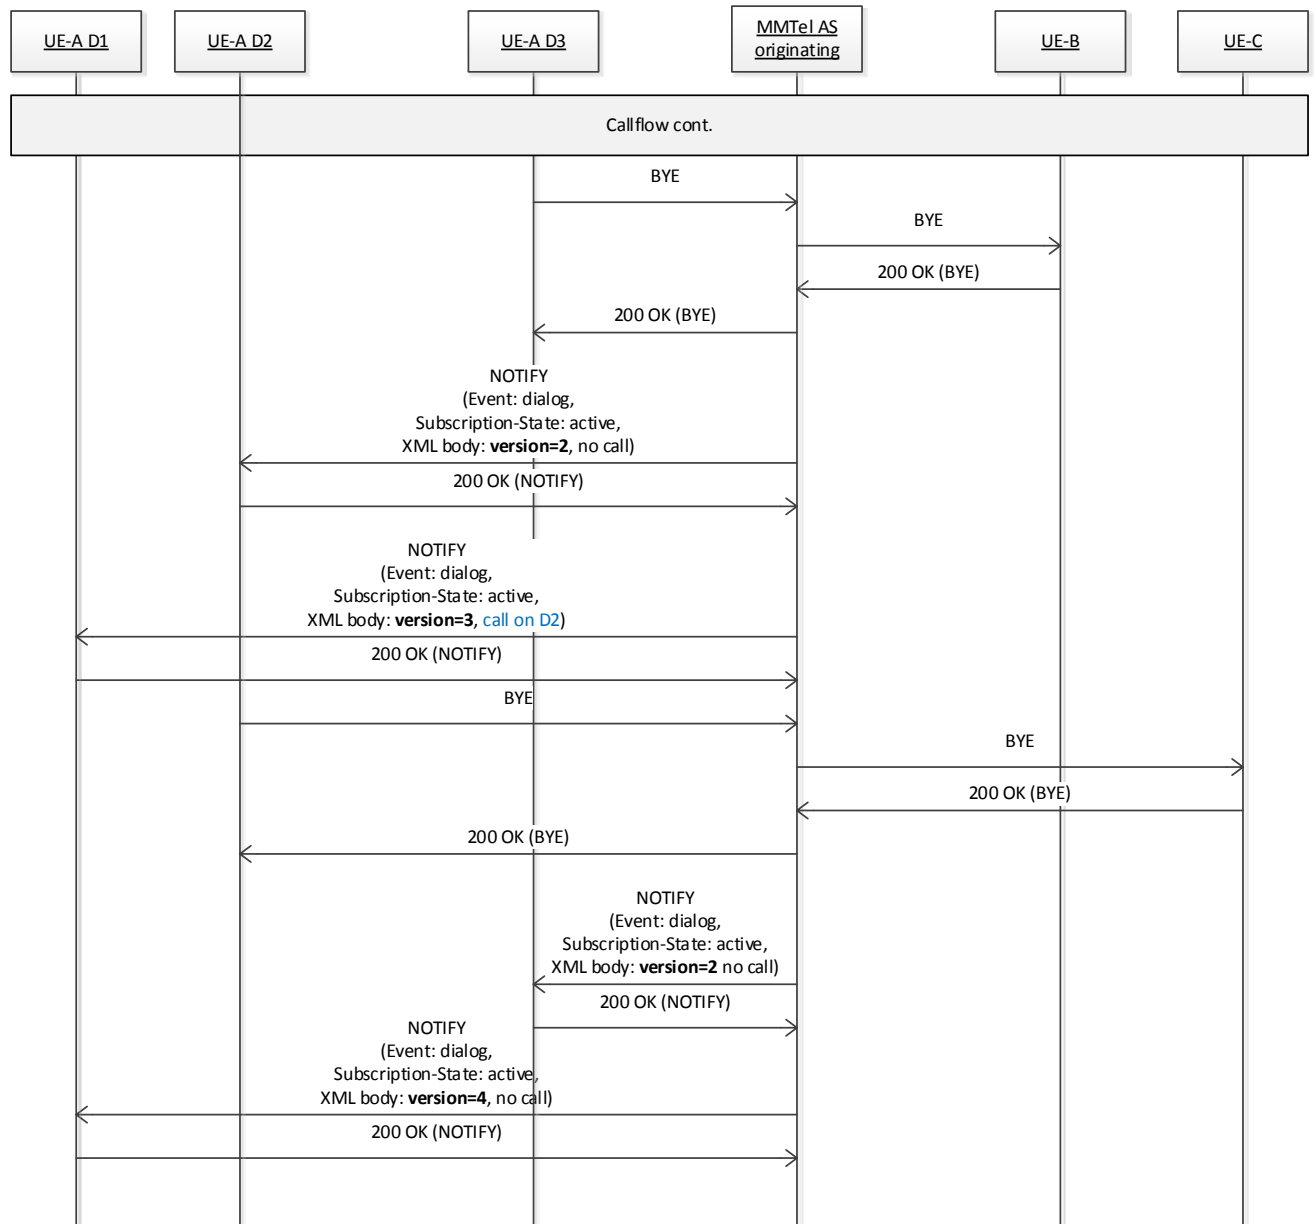 UE-A D1
UE-A D2
UE-A D3
MMTel AS
originating
UE-B
UE-C
Callflow cont.
BYE
BYE
200 OK (BYE)
200 OK (BYE)
NOTIFY
(Event: dialog,
Subscription-State: active,
XML body: version=2, no call)
200 OK (NOTIFY)
NOTIFY
(Event: dialog,
Subscription-State: active,
XML body: version=3, call on D2)
200 OK (NOTIFY)
BYE
BYE
200 OK (BYE)
200 OK (BYE)
NOTIFY
(Event: dialog,
Subscription-State: active,
XML body: version=2 no call)
200 OK (NOTIFY)
NOTIFY
(Event: dialog,
Subscription-State: active,
XML body: version=4, no call)
200 OK (NOTIFY)